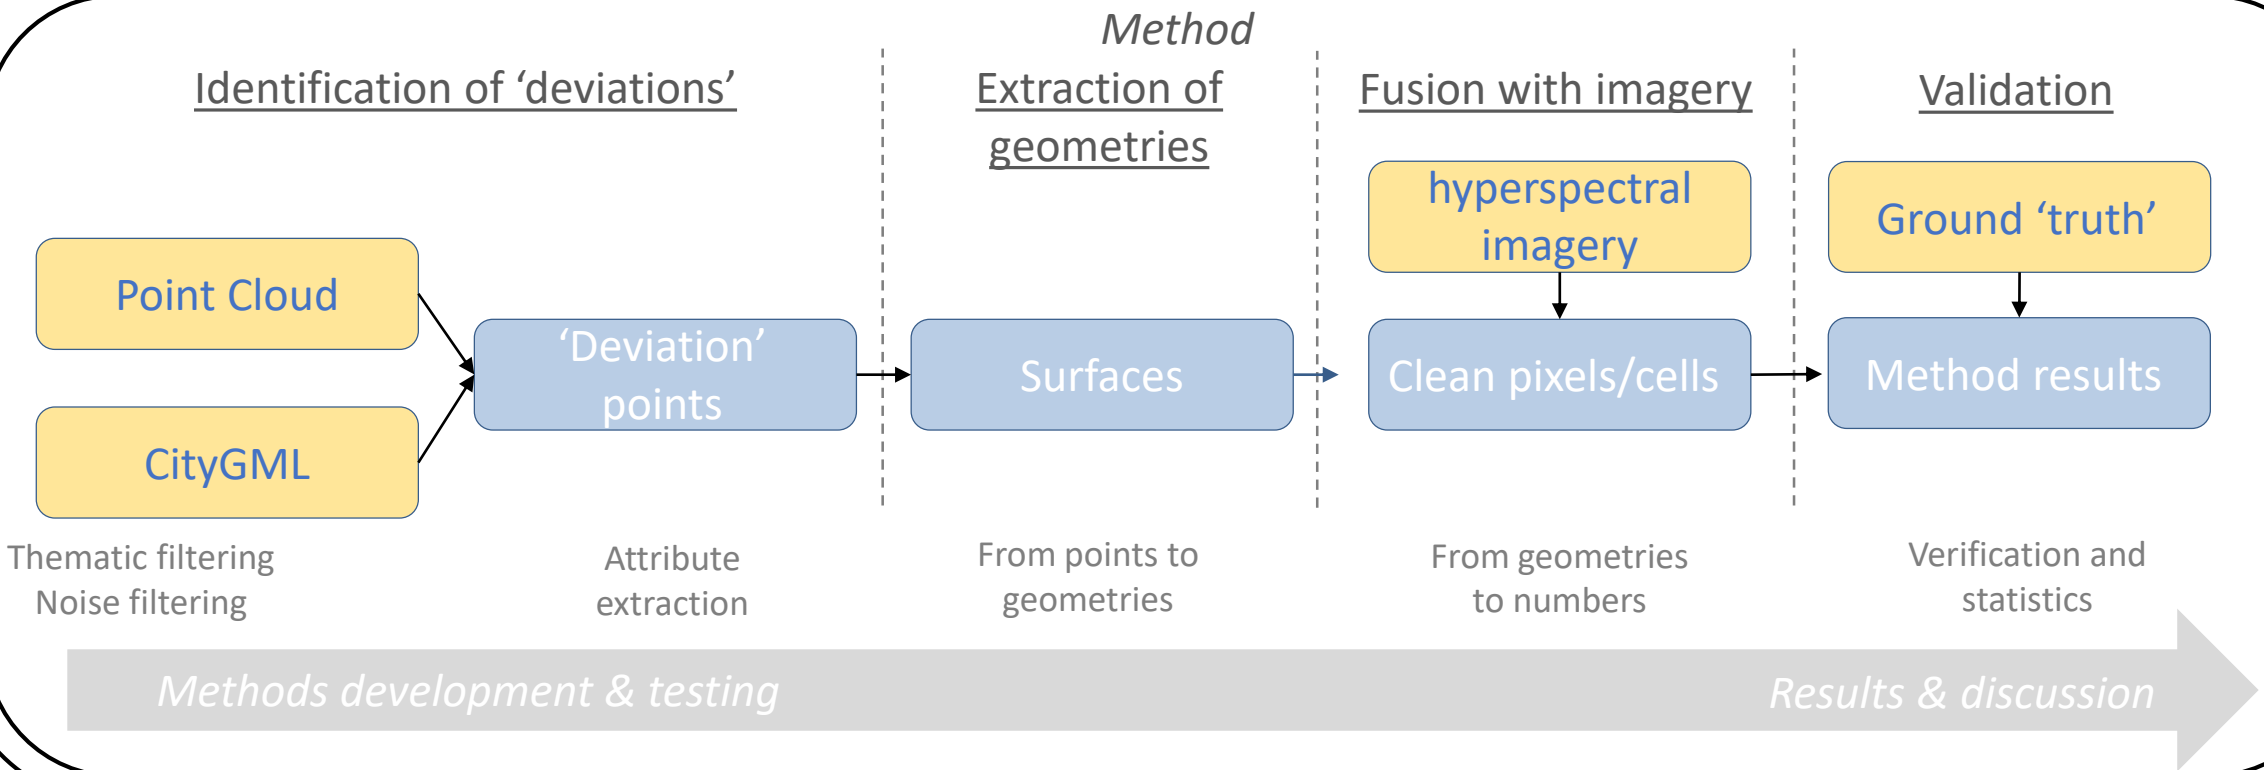 Method
Identification of ‘deviations’
Extraction of
geometries
Fusion with imagery
Validation
hyperspectral
imagery
Ground ‘truth’
Point Cloud
CityGML
‘Deviation’
points
Surfaces
Clean pixels/cells
Method results
Thematic filtering
Noise filtering
Attribute
extraction
From points to
geometries
From geometries
to numbers
Verification and
statistics
Methods development & testing
Results & discussion